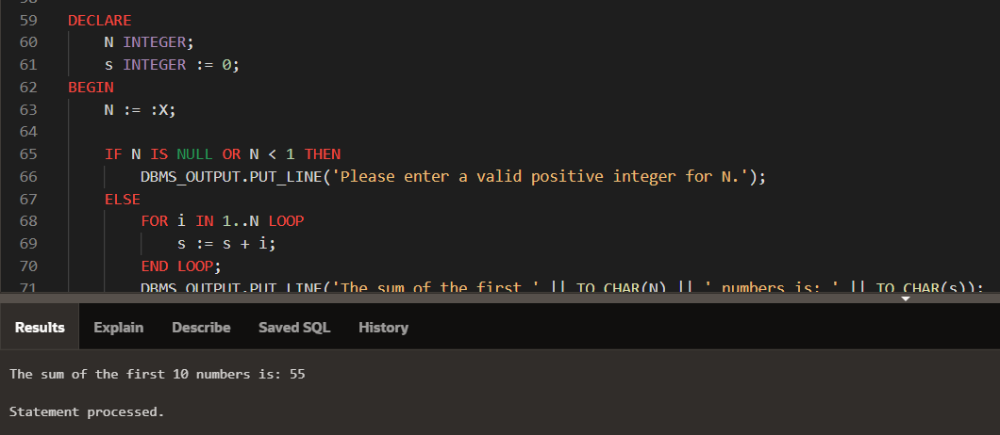 59 DECLARE
60     N INTEGER;
61     s INTEGER := 0;
62 BEGIN
63     N := :X;
64
65     IF N IS NULL OR N < 1 THEN
66         DBMS_OUTPUT.PUT_LINE('Please enter a valid positive integer for N.');
67     ELSE
68         FOR i IN 1..N LOOP
69             s := s + i;
70         END LOOP;
71         DBMS_OUTPUT.PUT_LINE('The sum of the first ' || TO_CHAR(N) || ' numbers is: ' || TO_CHAR(s));
Results Explain Describe Saved SQL History
The sum of the first 10 numbers is: 55
Statement processed.